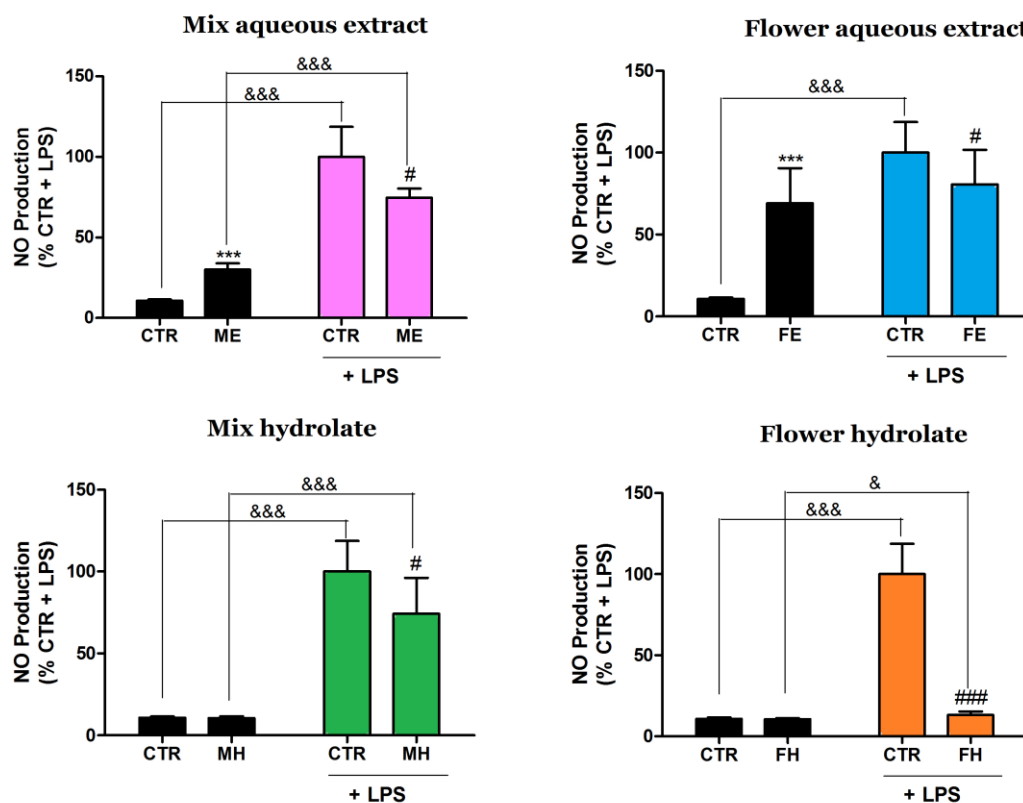 Mix aqueous extract
&&&
&&&
NO Production
(% CTR + LPS)
150
100
50
0
***
#
CTR ME CTR ME
+ LPS
Flower aqueous extract
&&&
NO Production
(% CTR + LPS)
150
100
50
0
***
#
CTR FE CTR FE
+ LPS
Mix hydrolate
&&&
&&&
NO Production
(% CTR + LPS)
150
100
50
0
#
CTR MH CTR MH
+ LPS
Flower hydrolate
&
&&&
NO Production
(% CTR + LPS)
150
100
50
0
###
CTR FH CTR FH
+ LPS